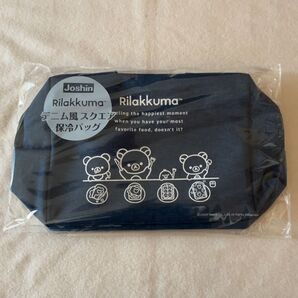 Joshin
Rilakkuma™
デニム風スクエア
保冷バッグ
Rilakkuma™
ling the happiest moment
when you have your most
favorite food, doesn't it?